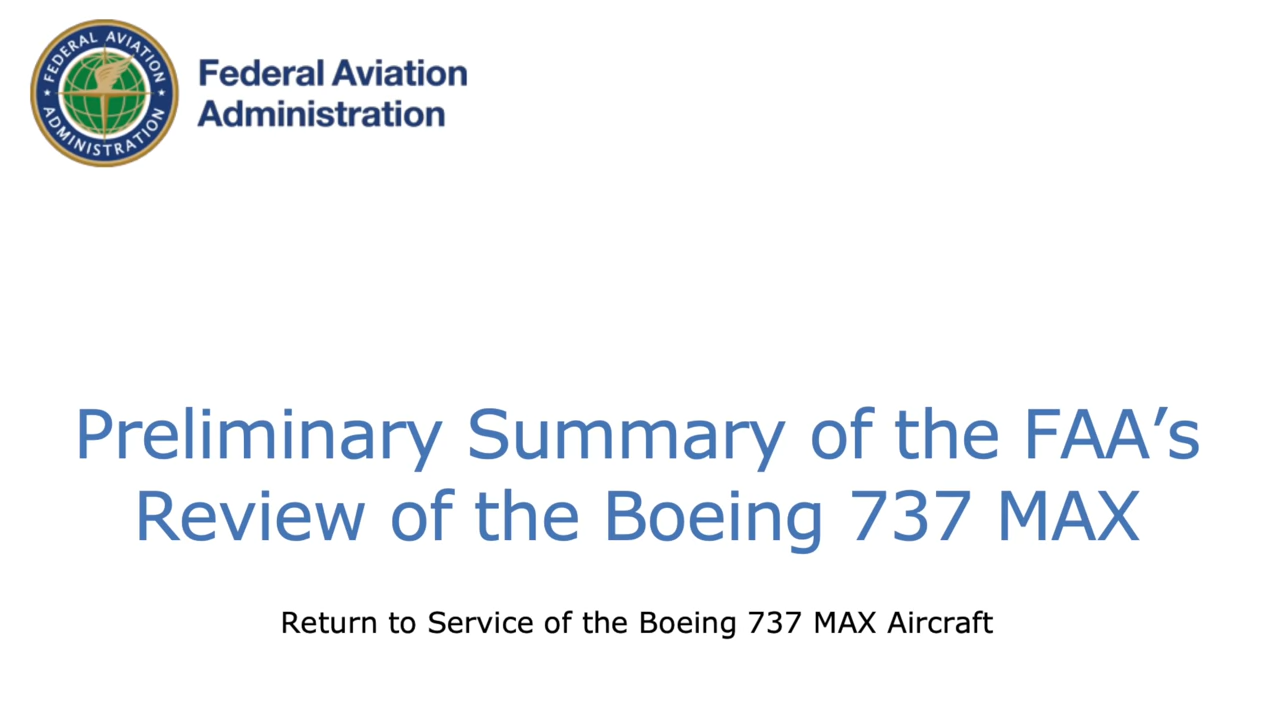 FEDERAL AVIATION
ADMINISTRATION
Federal Aviation
Administration
Preliminary Summary of the FAA’s
Review of the Boeing 737 MAX
Return to Service of the Boeing 737 MAX Aircraft